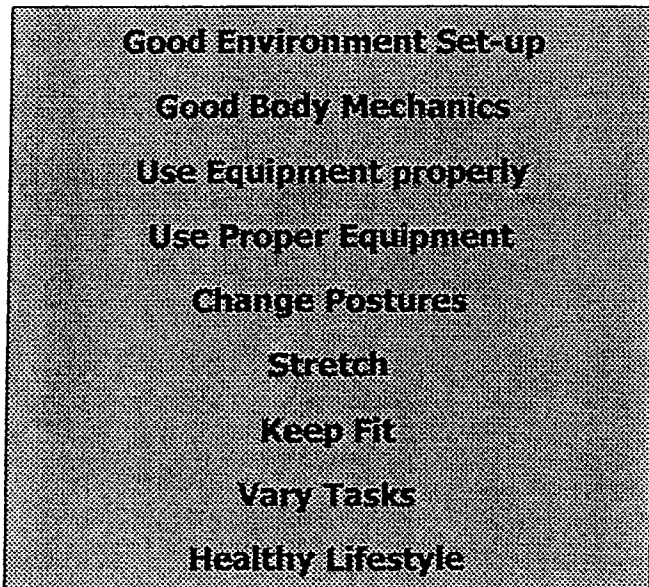 Good Environment Set-up
Good Body Mechanics
Use Equipment properly
Use Proper Equipment
Change Postures
Stretch
Keep Fit
Vary Tasks
Healthy Lifestyle